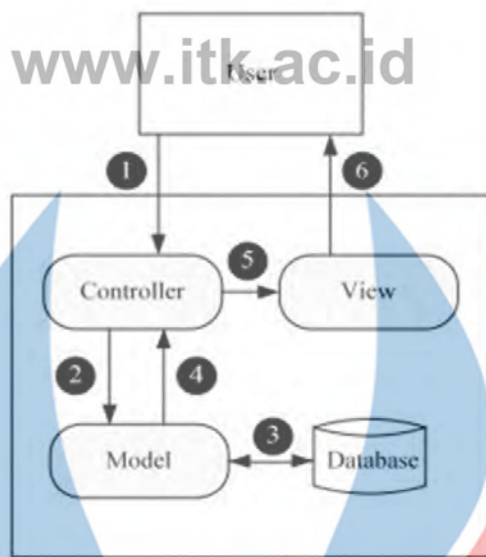 www.itk.ac.id
User
1
6
Controller
5
View
2
4
Model
3
Database